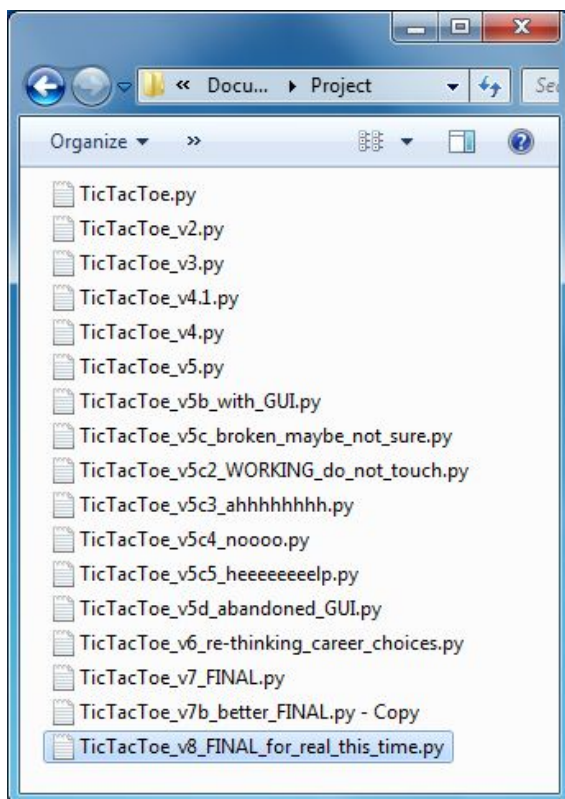 « Docu... ▸ Project
Organize »
TicTacToe.py
TicTacToe_v2.py
TicTacToe_v3.py
TicTacToe_v4.1.py
TicTacToe_v4.py
TicTacToe_v5.py
TicTacToe_v5b_with_GUI.py
TicTacToe_v5c_broken_maybe_not_sure.py
TicTacToe_v5c2_WORKING_do_not_touch.py
TicTacToe_v5c3_ahhhhhhhh.py
TicTacToe_v5c4_noooo.py
TicTacToe_v5c5_heeeeeeeelp.py
TicTacToe_v5d_abandoned_GUI.py
TicTacToe_v6_re-thinking_career_choices.py
TicTacToe_v7_FINAL.py
TicTacToe_v7b_better_FINAL.py - Copy
TicTacToe_v8_FINAL_for_real_this_time.py